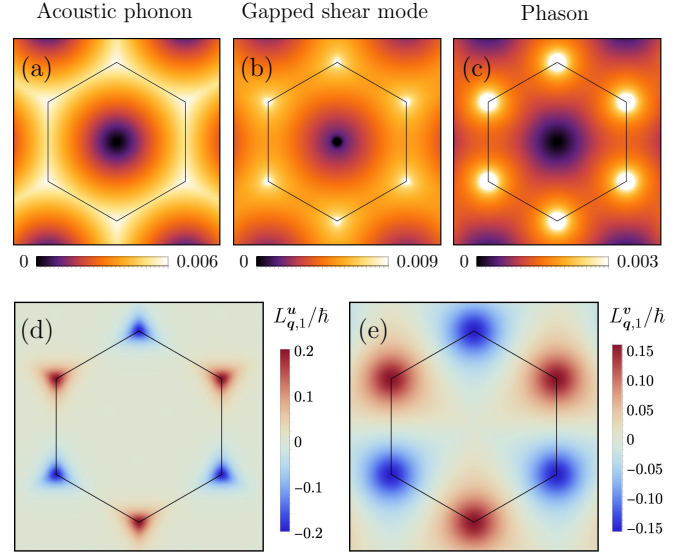 Acoustic phonon Gapped shear mode Phason
(a) (b) (c)
0 0.006 0 0.009 0 0.003
(d) $L^{u}_{q,1}/\hbar$ (e) $L^{v}_{q,1}/\hbar$
0.2 0.15
0.10
0.1 0.05
0 0
−0.05
−0.1 −0.10
−0.2 −0.15